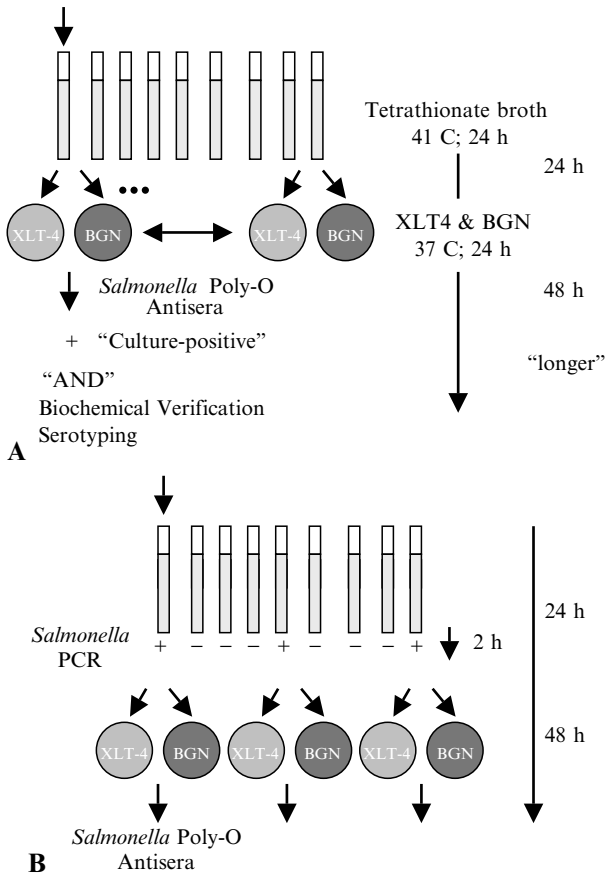 Tetrathionate broth
41 C; 24 h
24 h
•••
XLT-4 BGN XLT-4 BGN
XLT4 & BGN
37 C; 24 h
Salmonella Poly-O
Antisera
48 h
+ “Culture-positive”
“longer”
“AND”
Biochemical Verification
Serotyping
A
24 h
Salmonella
PCR
+ − − − + − − − +
2 h
XLT-4 BGN XLT-4 BGN XLT-4 BGN
48 h
Salmonella Poly-O
Antisera
B